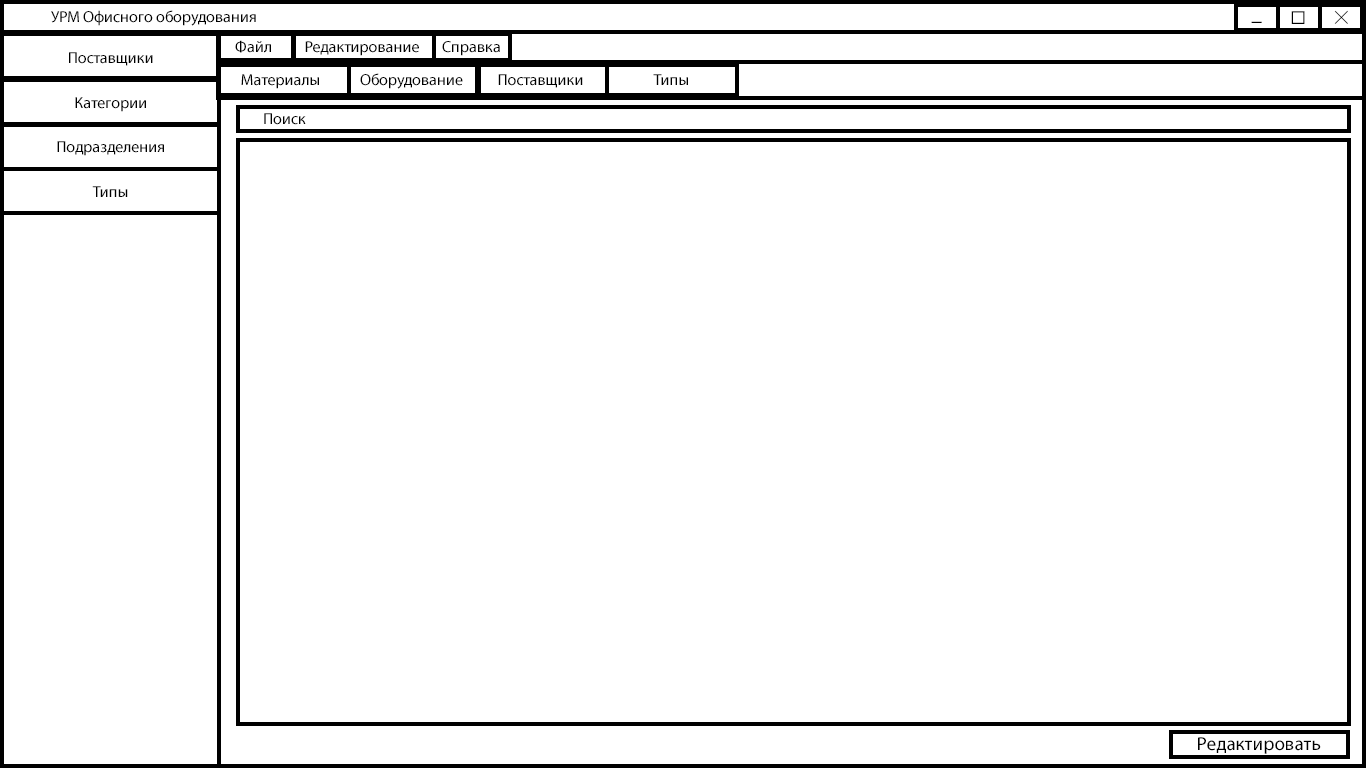 УРМ Офисного оборудования
Поставщики
Категории
Подразделения
Типы
Файл Редактирование Справка
Материалы Оборудование Поставщики Типы
Поиск
Редактировать